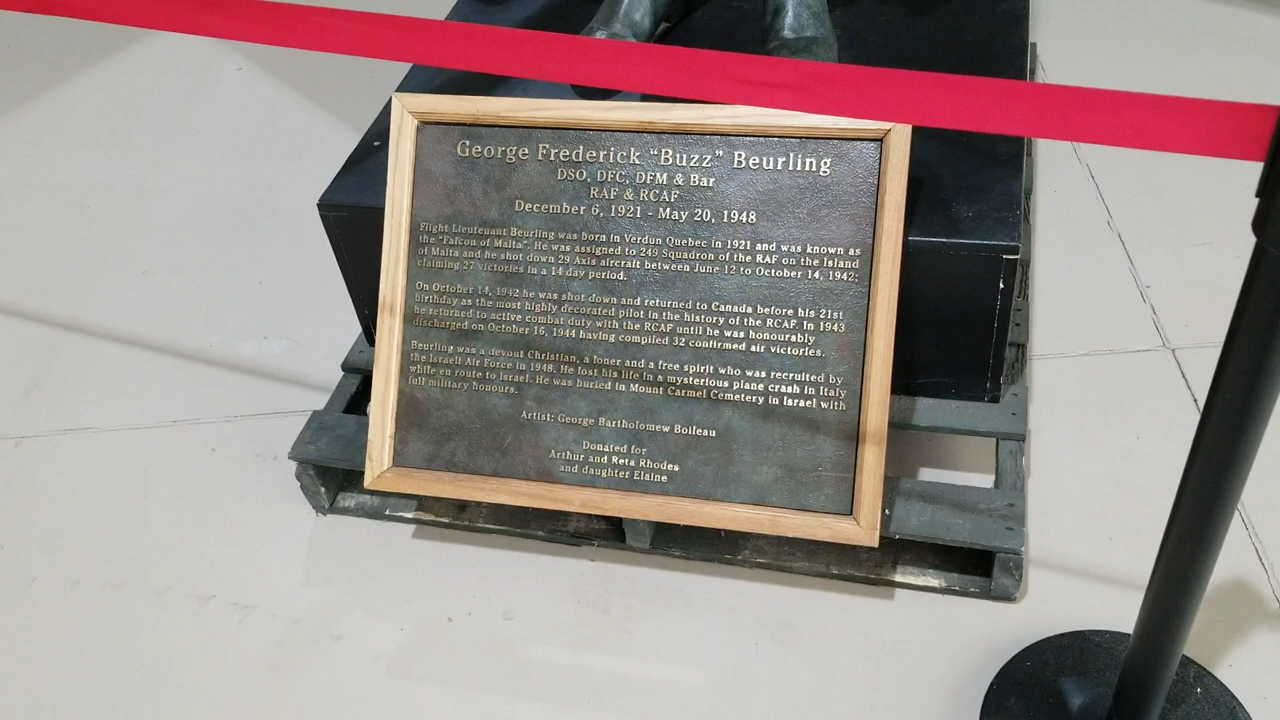 George Frederick “Buzz” Beurling
DSO, DFC, DFM & Bar
RAF & RCAF
December 6, 1921 - May 20, 1948
Flight Lieutenant Beurling was born in Verdun Quebec in 1921 and was known as
the “Falcon of Malta”. He was assigned to 249 Squadron of the RAF on the Island
of Malta and he shot down 29 Axis aircraft between June 12 to October 14, 1942;
claiming 27 victories in a 14 day period.
On October 14, 1942 he was shot down and returned to Canada before his 21st
birthday as the most highly decorated pilot in the history of the RCAF. In 1943
he returned to active combat duty with the RCAF until he was honourably
discharged on October 16, 1944 having compiled 32 confirmed air victories.
Beurling was a devout Christian, a loner and a free spirit who was recruited by
the Israeli Air Force in 1948. He lost his life in a mysterious plane crash in Italy
while en route to Israel. He was buried in Mount Carmel Cemetery in Israel with
full military honours.
Artist: George Bartholomew Boileau
Donated for
Arthur and Reta Rhodes
and daughter Elaine